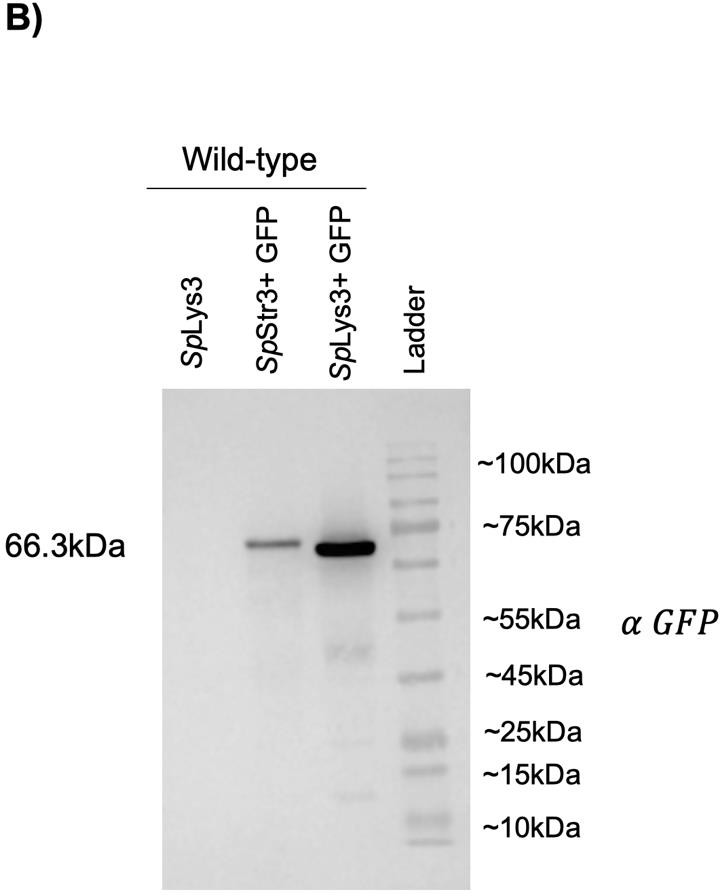 B)
Wild-type
SpLys3
SpStr3+ GFP
SpLys3+ GFP
Ladder
66.3kDa
~100kDa
~75kDa
~55kDa
~45kDa
~25kDa
~15kDa
~10kDa
α GFP